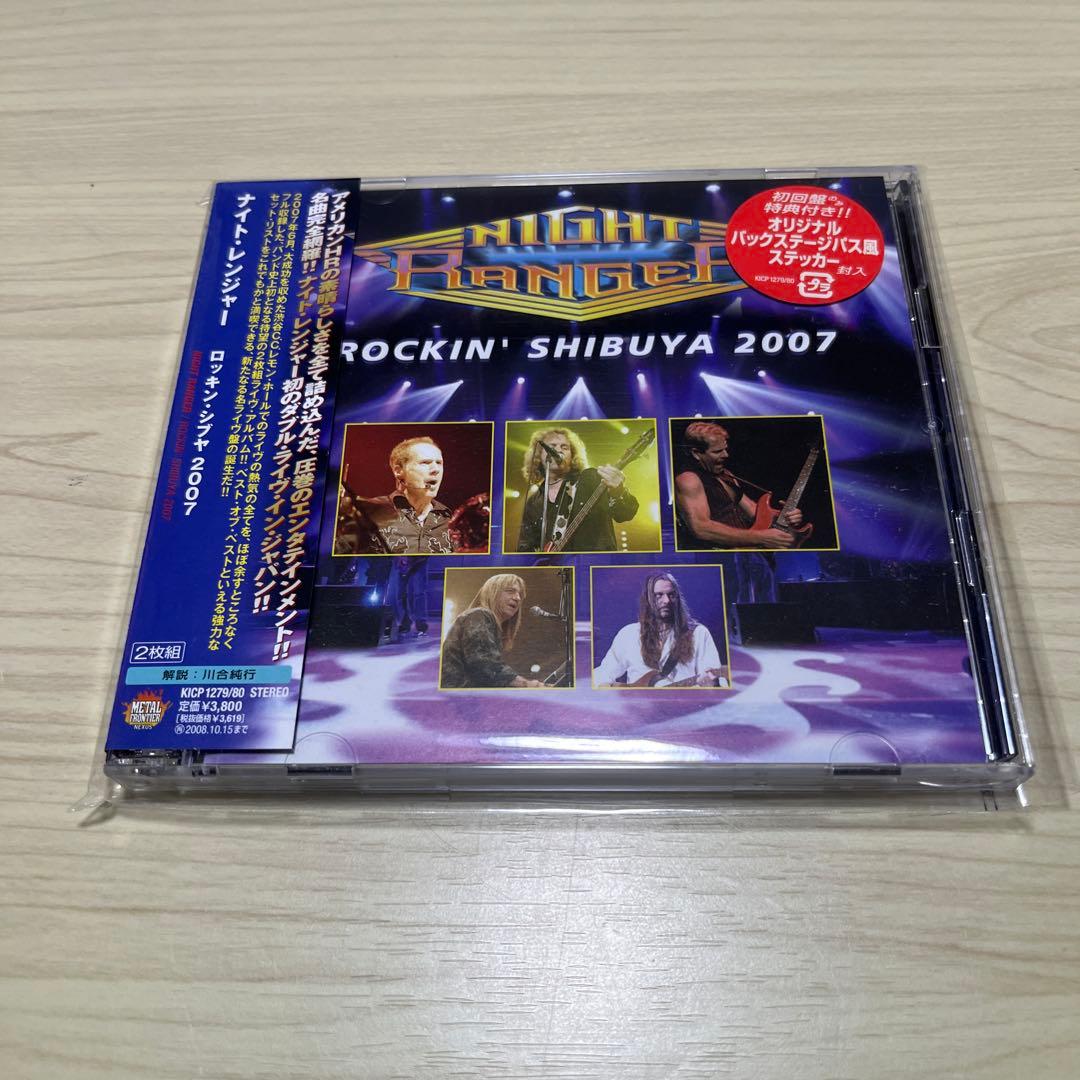 ナイト・レンジャー
ロッキン・シブヤ 2007
NIGHT RANGER / ROCKIN' SHIBUYA 2007
アメリカンHRの素晴らしさを全て詰め込んだ、圧巻のエンタテインメント!!
名曲完全網羅!! ナイト・レンジャー初のダブル・ライヴ・イン・ジャパン!!
2007年6月、大成功を収めた渋谷C.C.レモン・ホールでのライヴの熱気の全てを、ほぼ余すところなく
フル収録した、バンド史上初となる待望の2枚組ライヴ・アルバム!! ベスト・オブ・ベストといえる強力な
セット・リストをこれでもかと満喫できる、新たなる名ライヴ盤の誕生だ!!
2枚組
解説：川合純行
KICP 1279/80 STEREO
定価¥3,800
[税抜価格¥3,619]
再2008.10.15まで
METAL
FRONTIER
NEXUS
NIGHT
RANGER
ROCKIN' SHIBUYA 2007
初回盤のみ
特典付き!!
オリジナル
バックステージパス風
ステッカー
封入
KICP 1279/80
プラ